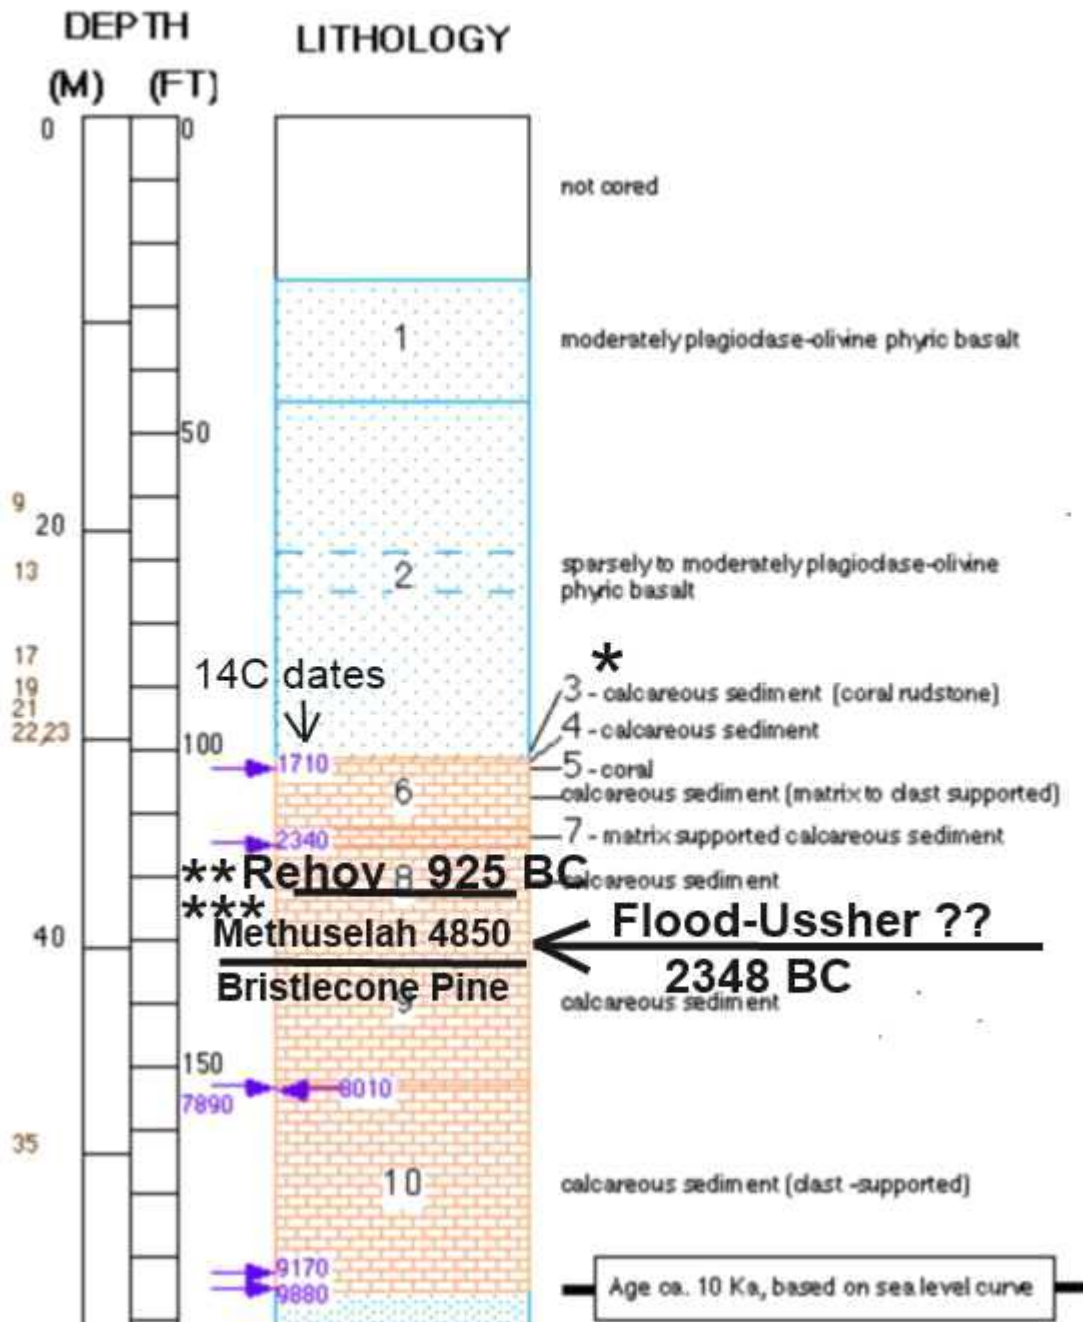 DEPTH
LITHOLOGY
(M) (FT)
0
0
not cored
1
moderately plagioclase-olivine phyric basalt
50
9
20
13
2
sparsely to moderately plagioclase-olivine
phyric basalt
17
14C dates
*
19
3 - calcareous sediment (coral rudstone)
21
22,23
4 - calcareous sediment
100
1710
5 - coral
6
calcareous sediment (matrix to clast supported)
2340
7 - matrix supported calcareous sediment
**Rehov 925 BC
8
calcareous sediment
***
40
Methuselah 4850
Flood-Ussher ??
Bristlecone Pine
2348 BC
9
calcareous sediment
150
8010
7890
35
10
calcareous sediment (clast -supported)
9170
9880
Age ca. 10 Ka, based on sea level curve